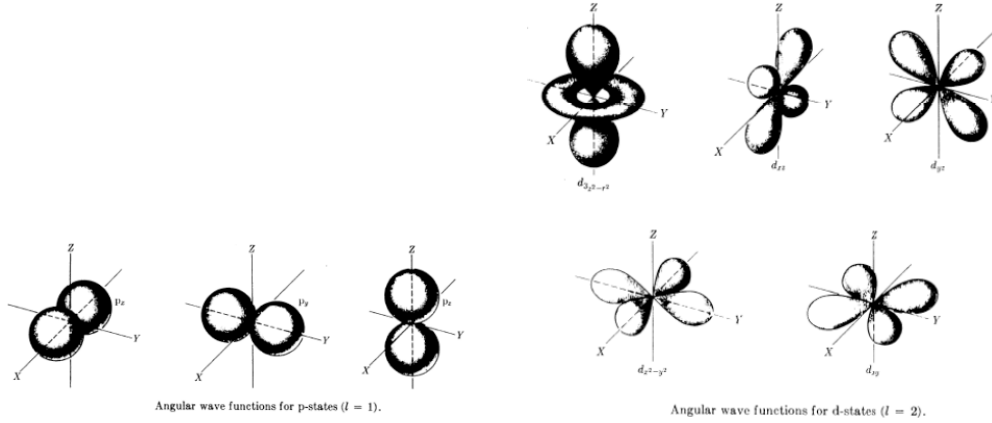 Z
Y
X
d3z²−r²
Z
Y
X
dxz
Z
Y
X
dyz
Z
Y
X
px
Z
Y
X
py
Z
Y
X
pz
Z
Y
X
dx²−y²
Z
Y
X
dxy
Angular wave functions for p-states (l = 1).
Angular wave functions for d-states (l = 2).